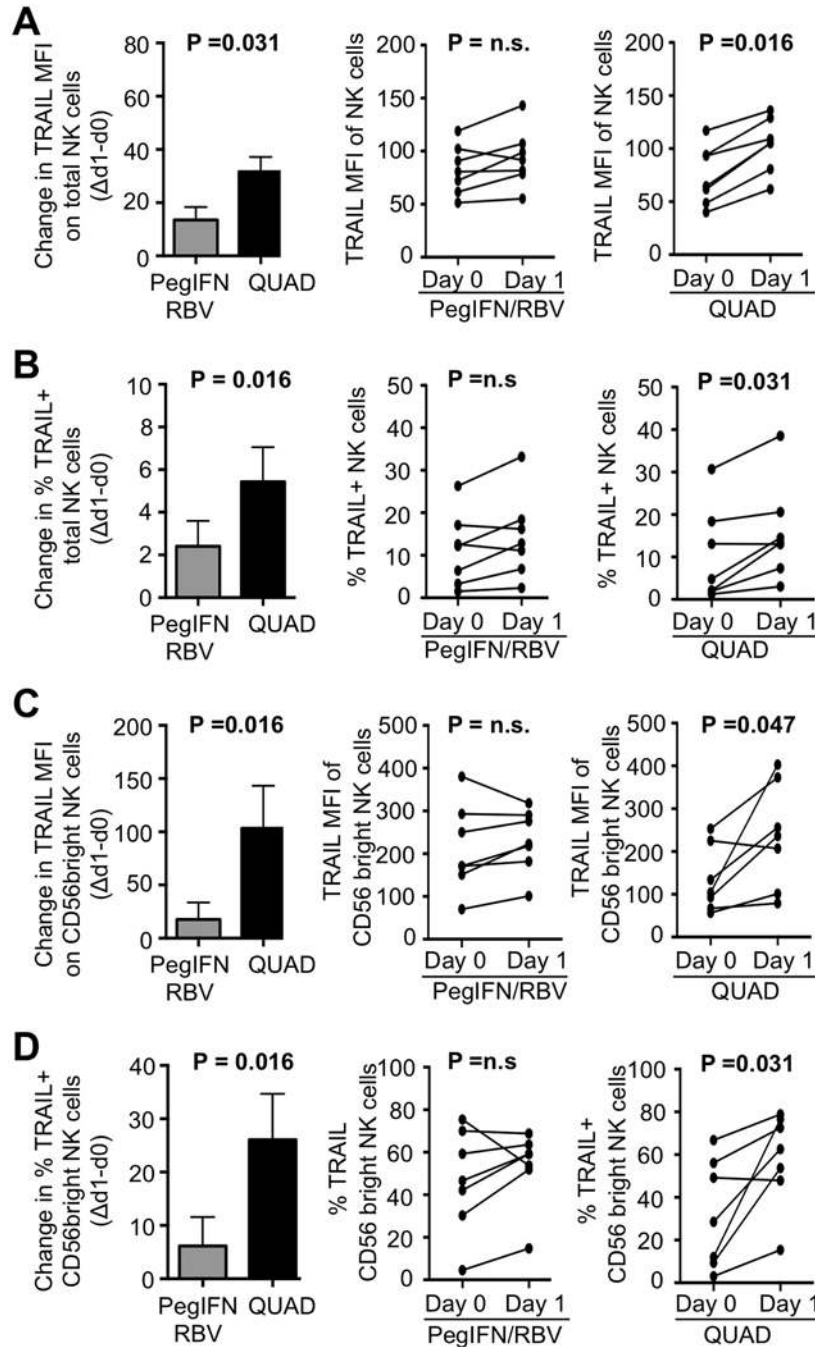 A
Change in TRAIL MFI
on total NK cells
(Δd1-d0)
80
60
40
20
0
P =0.031
PegIFN
RBV
QUAD
TRAIL MFI of NK cells
200
150
100
50
0
P = n.s.
Day 0 Day 1
PegIFN/RBV
TRAIL MFI of NK cells
200
150
100
50
0
P =0.016
Day 0 Day 1
QUAD
B
Change in % TRAIL+
total NK cells
(Δd1-d0)
10
8
6
4
2
0
P = 0.016
PegIFN
RBV
QUAD
% TRAIL+ NK cells
50
40
30
20
10
0
P =n.s
Day 0 Day 1
PegIFN/RBV
% TRAIL+ NK cells
50
40
30
20
10
0
P =0.031
Day 0 Day 1
QUAD
C
Change in TRAIL MFI
on CD56bright NK cells
(Δd1-d0)
200
150
100
50
0
P =0.016
PegIFN
RBV
QUAD
TRAIL MFI of
CD56 bright NK cells
500
400
300
200
100
0
P = n.s.
Day 0 Day 1
PegIFN/RBV
TRAIL MFI of
CD56 bright NK cells
500
400
300
200
100
0
P =0.047
Day 0 Day 1
QUAD
D
Change in % TRAIL+
CD56bright NK cells
(Δd1-d0)
40
30
20
10
0
P = 0.016
PegIFN
RBV
QUAD
% TRAIL
CD56 bright NK cells
100
80
60
40
20
0
P =n.s
Day 0 Day 1
PegIFN/RBV
% TRAIL+
CD56 bright NK cells
100
80
60
40
20
0
P =0.031
Day 0 Day 1
QUAD